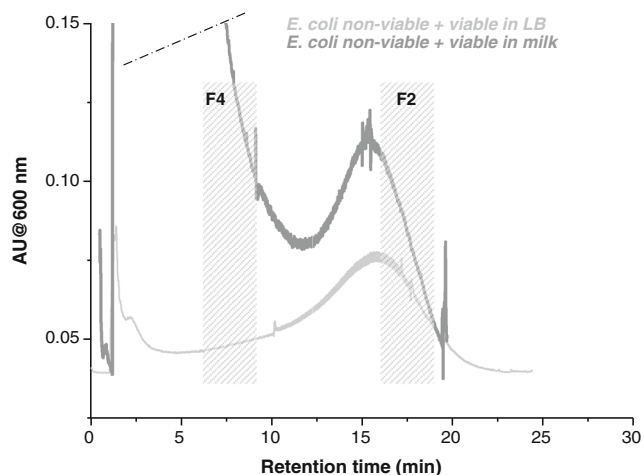 0.15
E. coli non-viable + viable in LB
E. coli non-viable + viable in milk
F4
F2
0.10
AU@600 nm
0.05
0
5
10
15
20
25
30
Retention time (min)